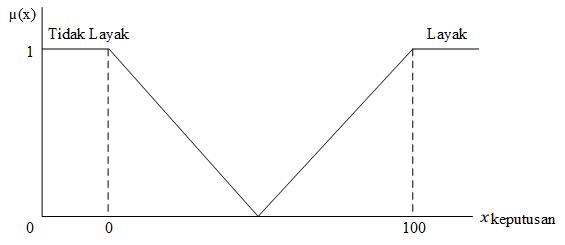 μ(x)
Tidak Layak
Layak
1
0
0
100
x keputusan